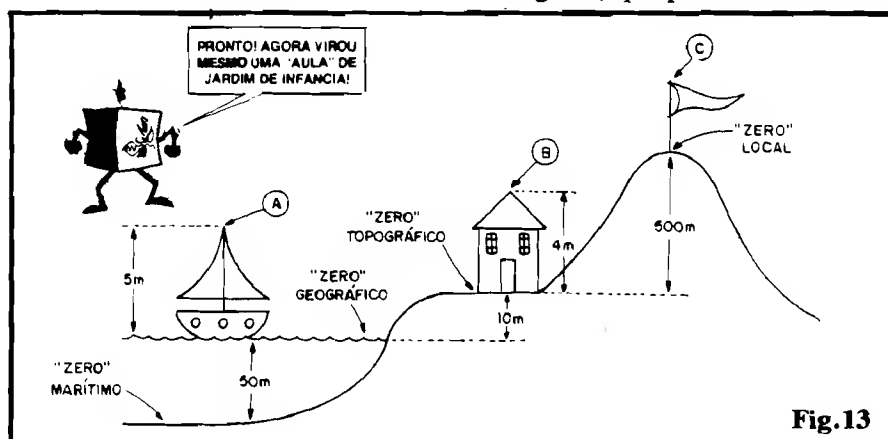 PRONTO! AGORA VIROU
MESMO UMA "AULA" DE
JARDIM DE INFANCIA!
C
"ZERO"
LOCAL
B
A
"ZERO"
TOPOGRÁFICO
4m
500m
5m
"ZERO"
GEOGRÁFICO
10m
"ZERO"
MARÍTIMO
50m
Fig.13